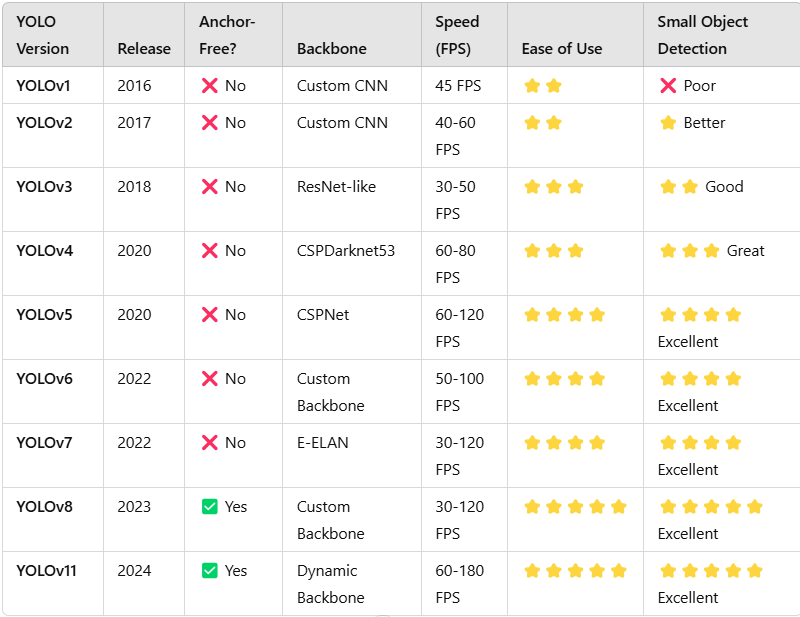 YOLO Version Release Anchor-Free? Backbone Speed (FPS) Ease of Use Small Object Detection
YOLOv1 2016 ❌ No Custom CNN 45 FPS ⭐⭐ ❌ Poor
YOLOv2 2017 ❌ No Custom CNN 40-60 FPS ⭐⭐ ⭐ Better
YOLOv3 2018 ❌ No ResNet-like 30-50 FPS ⭐⭐⭐ ⭐⭐ Good
YOLOv4 2020 ❌ No CSPDarknet53 60-80 FPS ⭐⭐⭐ ⭐⭐⭐ Great
YOLOv5 2020 ❌ No CSPNet 60-120 FPS ⭐⭐⭐⭐ ⭐⭐⭐⭐ Excellent
YOLOv6 2022 ❌ No Custom Backbone 50-100 FPS ⭐⭐⭐⭐ ⭐⭐⭐⭐ Excellent
YOLOv7 2022 ❌ No E-ELAN 30-120 FPS ⭐⭐⭐⭐ ⭐⭐⭐⭐ Excellent
YOLOv8 2023 ✅ Yes Custom Backbone 30-120 FPS ⭐⭐⭐⭐⭐ ⭐⭐⭐⭐⭐ Excellent
YOLOv11 2024 ✅ Yes Dynamic Backbone 60-180 FPS ⭐⭐⭐⭐⭐ ⭐⭐⭐⭐⭐ Excellent